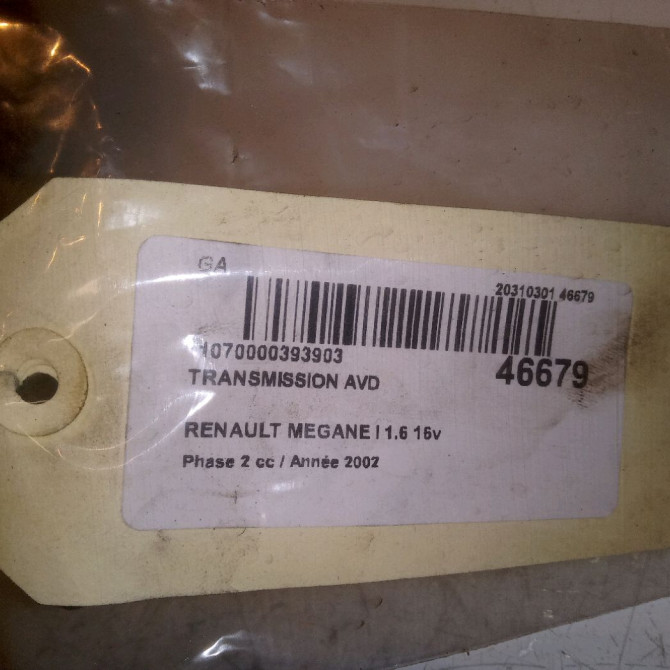 GA
20310301 46679
1070000393903
46679
TRANSMISSION AVD
RENAULT MEGANE I 1.6 16v
Phase 2 cc / Année 2002